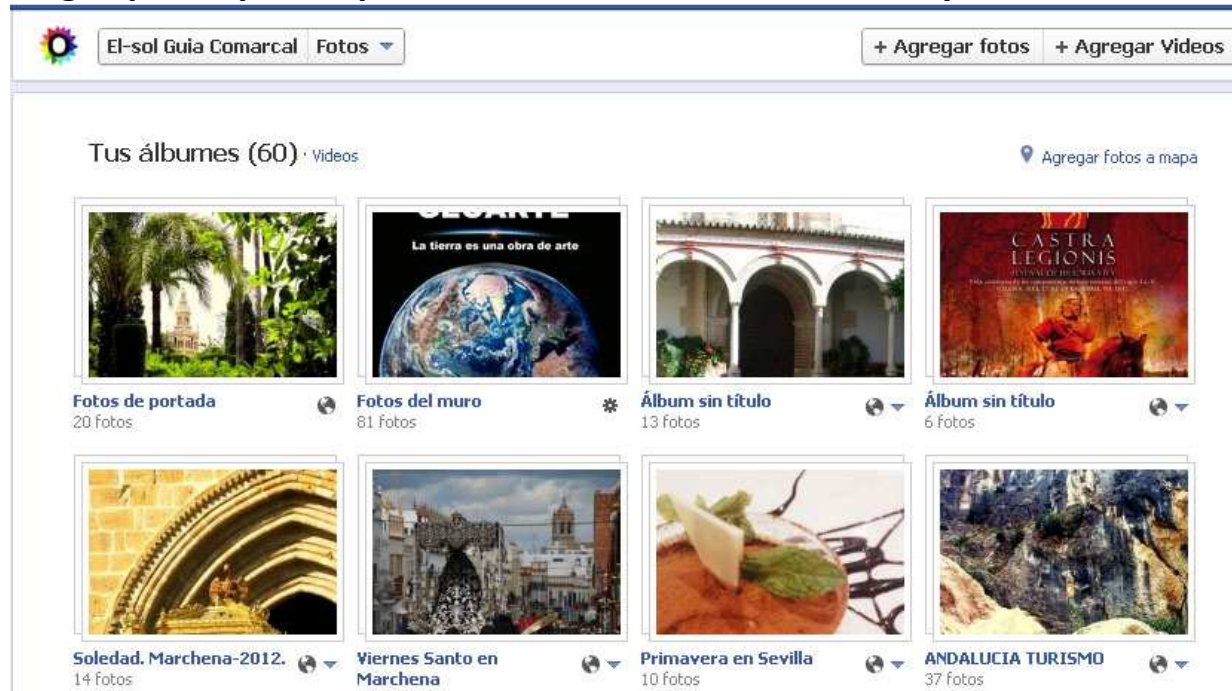 El-sol Guia Comarcal Fotos
+ Agregar fotos + Agregar Videos
Tus álbumes (60) · Videos
Agregar fotos a mapa
La tierra es una obra de arte
CASTRA
LEGIONIS
Fotos de portada
20 fotos
Fotos del muro
81 fotos
Álbum sin título
13 fotos
Álbum sin título
6 fotos
Soledad. Marchena-2012.
14 fotos
Viernes Santo en
Marchena
Primavera en Sevilla
10 fotos
ANDALUCIA TURISMO
37 fotos